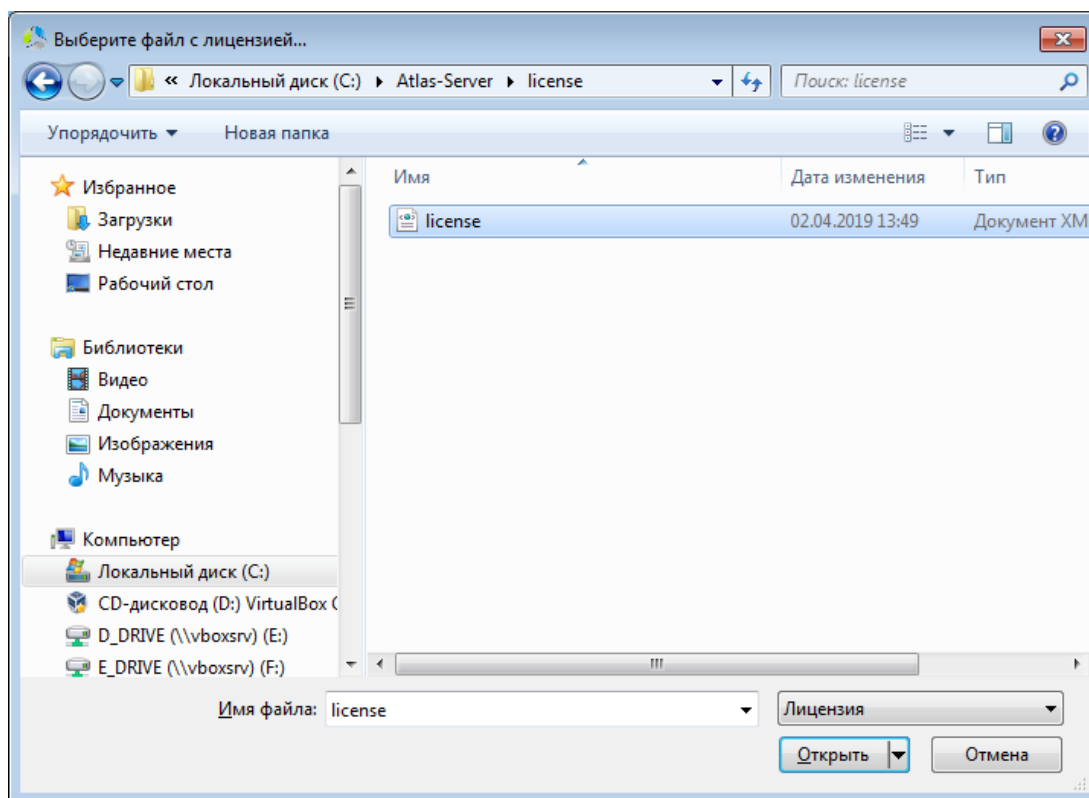 Выберите файл с лицензией...
« Локальный диск (C:) Atlas-Server license Поиск: license
Упорядочить Новая папка
Имя Дата изменения Тип
Избранное
license 02.04.2019 13:49 Документ XM
Загрузки
Недавние места
Рабочий стол
Библиотеки
Видео
Документы
Изображения
Музыка
Компьютер
Локальный диск (C:)
CD-дисковод (D:) VirtualBox
D_DRIVE (\\vboxsrv) (E:)
E_DRIVE (\\vboxsrv) (F:)
Имя файла: license Лицензия
Открыть Отмена